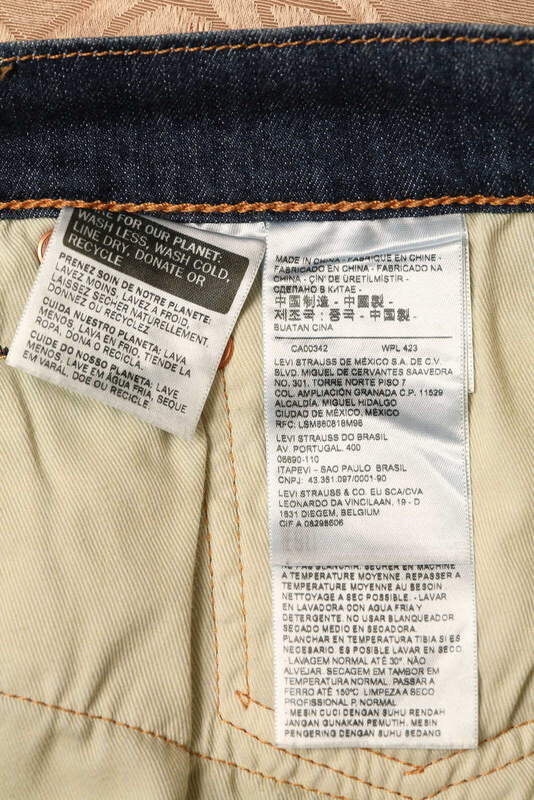 E FOR OUR PLANET:
WASH LESS, WASH COLD,
LINE DRY, DONATE OR
RECYCLE
PRENEZ SOIN DE NOTRE PLANETE:
LAVEZ MOINS, LAVEZ A FROID,
LAISSEZ SECHER NATURELLEMENT.
DONNEZ OU RECYCLEZ
CUIDA NUESTRO PLANETA: LAVA
MENOS, LAVA EN FRIO, TIENDE LA
ROPA, DONA O RECICLA.
CUIDE DO NOSSO PLANETA: LAVE
MENOS, LAVE EM AGUA FRIA, SEQUE
EM VARAL. DOE OU RECICLE
MADE IN CHINA - FABRIQUE EN CHINE -
FABRICADO EN CHINA - FABRICADO NA
CHINA - ÇIN' DE ÜRETILMIŞTIR -
СДЕЛАНО В КИТАЕ -
中国制造 - 中國製 -
제조국 : 중국 - 中国製 -
BUATAN CINA
CA00342 WPL 423
LEVI STRAUSS DE MÉXICO S.A. DE C.V.
BLVD. MIGUEL DE CERVANTES SAAVEDRA
NO. 301, TORRE NORTE PISO 7
COL. AMPLIACIÓN GRANADA C.P. 11529
ALCALDÍA. MIGUEL HIDALGO
CIUDAD DE MÉXICO, MÉXICO
RFC: LSM860818M98
LEVI STRAUSS DO BRASIL
AV. PORTUGAL. 400
06690-110
ITAPEVI - SAO PAULO BRASIL
CNPJ: 43.351.097/0001-90
LEVI STRAUSS & CO. EU SCA/CVA
LEONARDO DA VINCILAAN, 19 - D
1831 DIEGEM, BELGIUM
CIF A 08298606
NE PAS BLANCHIR. SECHER EN MACHINE
A TEMPERATURE MOYENNE. REPASSER A
TEMPERATURE MOYENNE AU BESOIN
NETTOYAGE A SEC POSSIBLE. - LAVAR
EN LAVADORA CON AGUA FRIA Y
DETERGENTE. NO USAR BLANQUEADOR
SECADO MEDIO EN SECADORA.
PLANCHAR EN TEMPERATURA TIBIA SI ES
NECESARIO. ES POSIBLE LAVAR EN SECO.
- LAVAGEM NORMAL ATÉ 30°. NÃO
ALVEJAR. SECAGEM EM TAMBOR EM
TEMPERATURA NORMAL. PASSAR A
FERRO ATÉ 150°C. LIMPEZA A SECO
PROFISSIONAL P, NORMAL
- MESIN CUCI DENGAN SUHU RENDAH
JANGAN GUNAKAN PEMUTIH. MESIN
PENGERING DENGAN SUHU SEDANG